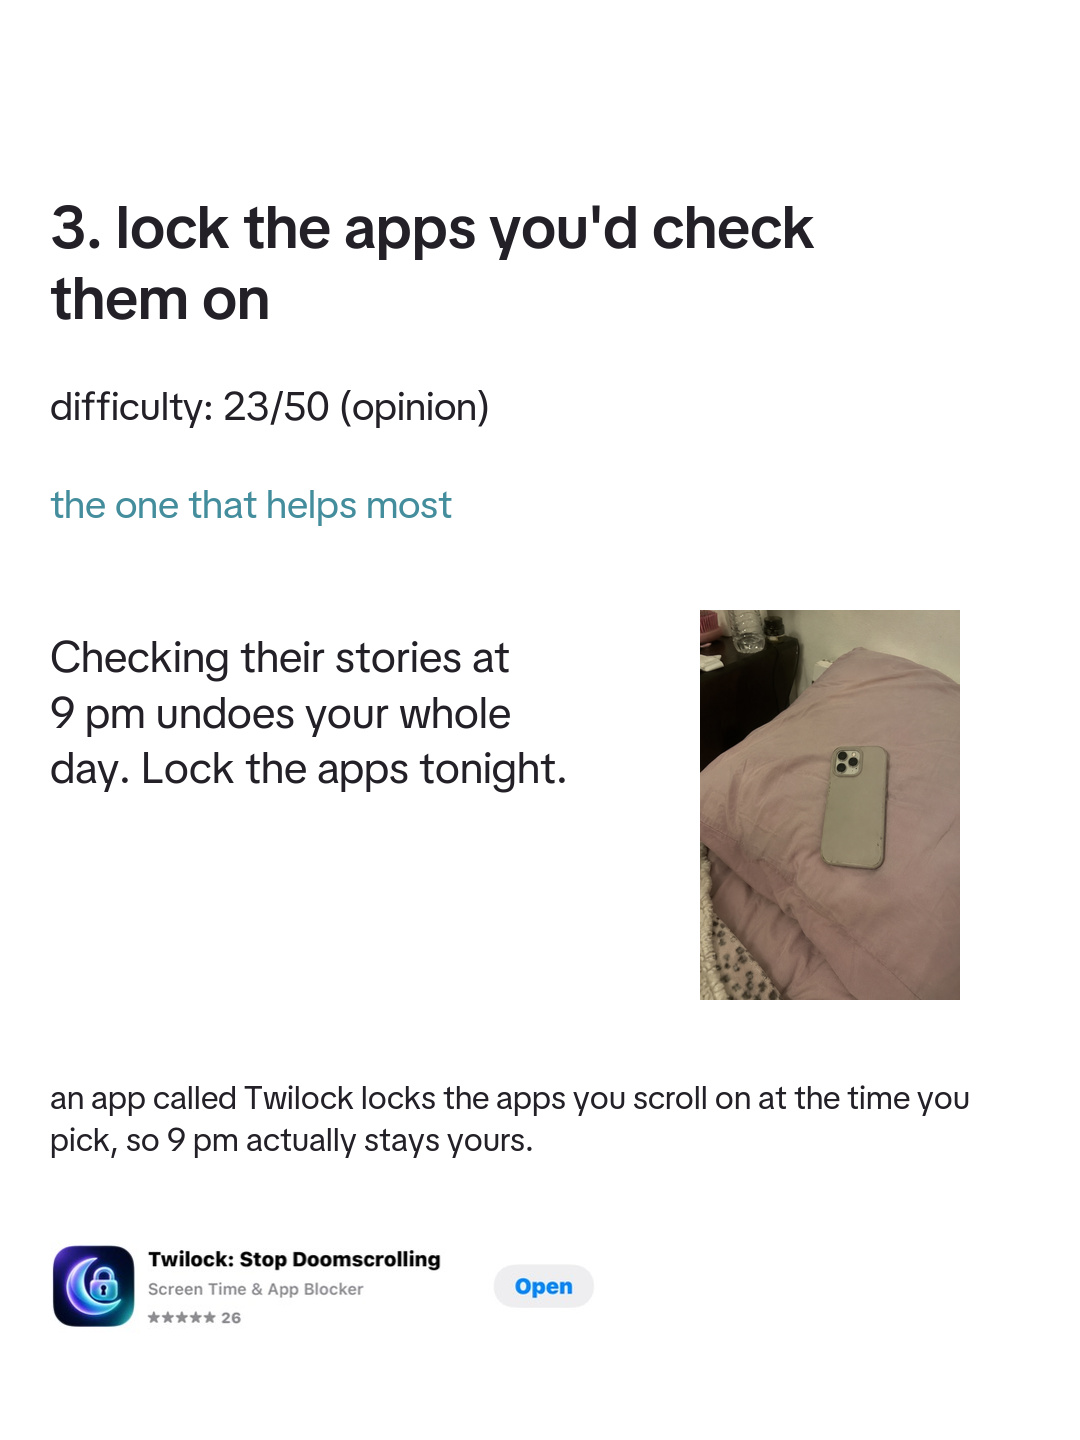 3. lock the apps you'd check
them on
difficulty: 23/50 (opinion)
the one that helps most
Checking their stories at
9 pm undoes your whole
day. Lock the apps tonight.
an app called Twilock locks the apps you scroll on at the time you
pick, so 9 pm actually stays yours.
Twilock: Stop Doomscrolling
Screen Time & App Blocker
★★★★★ 26
Open